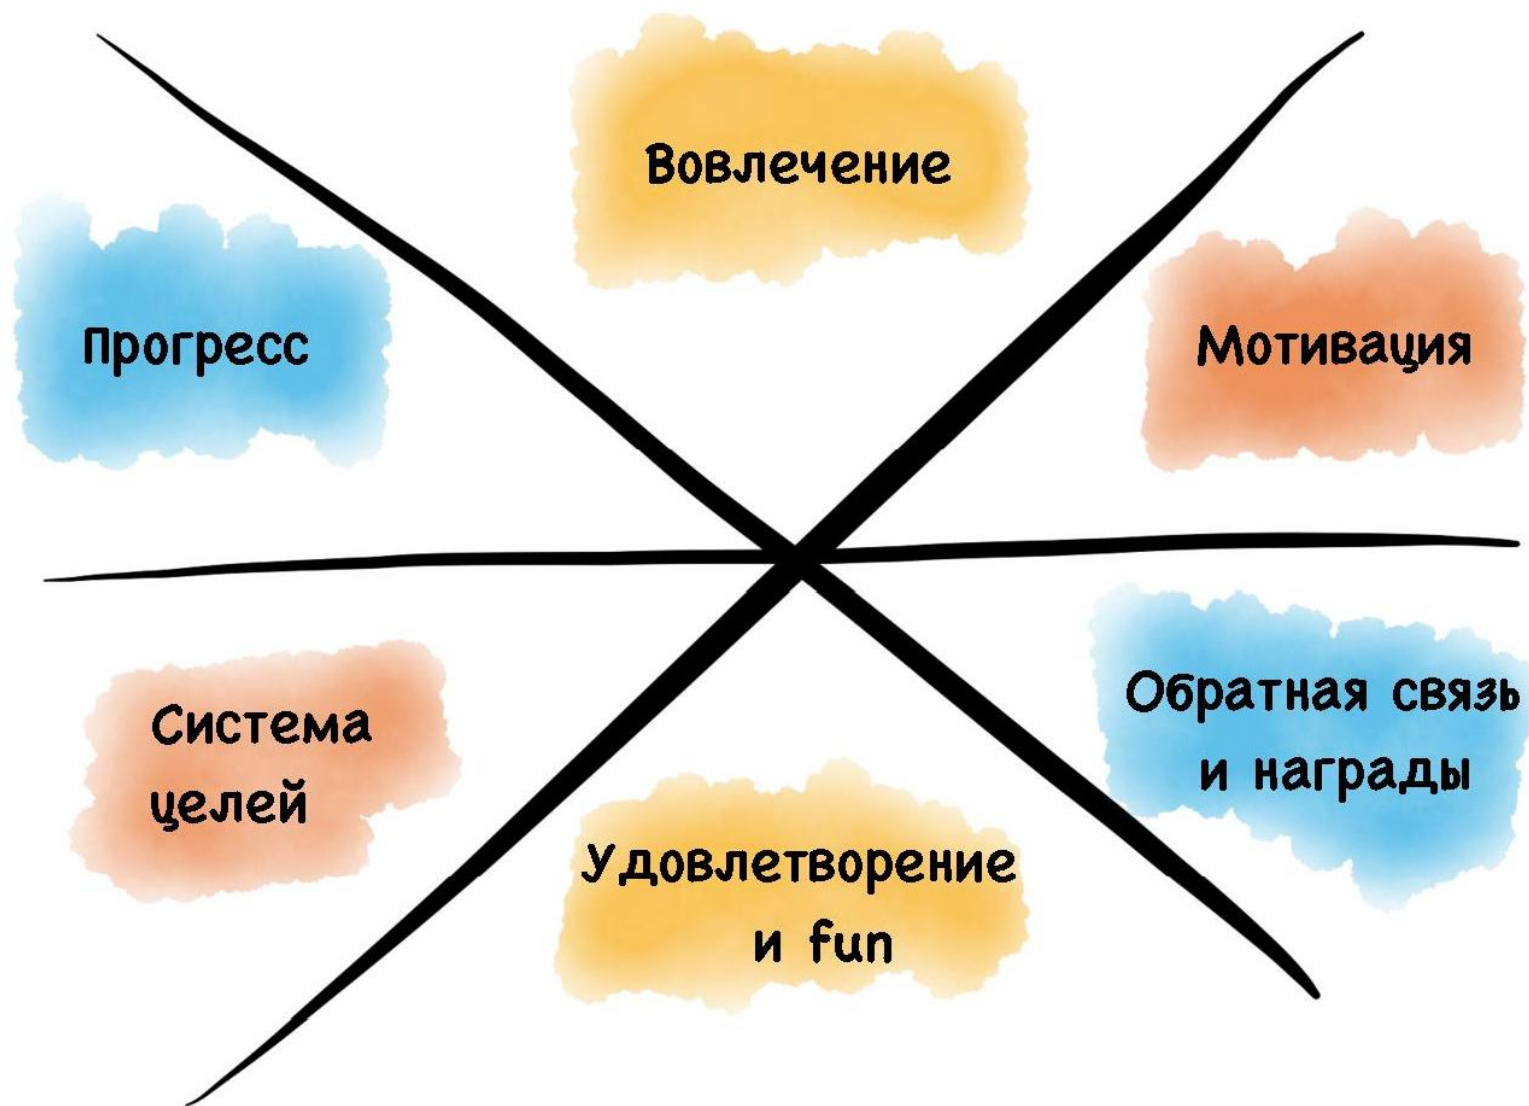 Вовлечение
Прогресс
Мотивация
Система
целей
Обратная связь
и награды
Удовлетворение
и fun